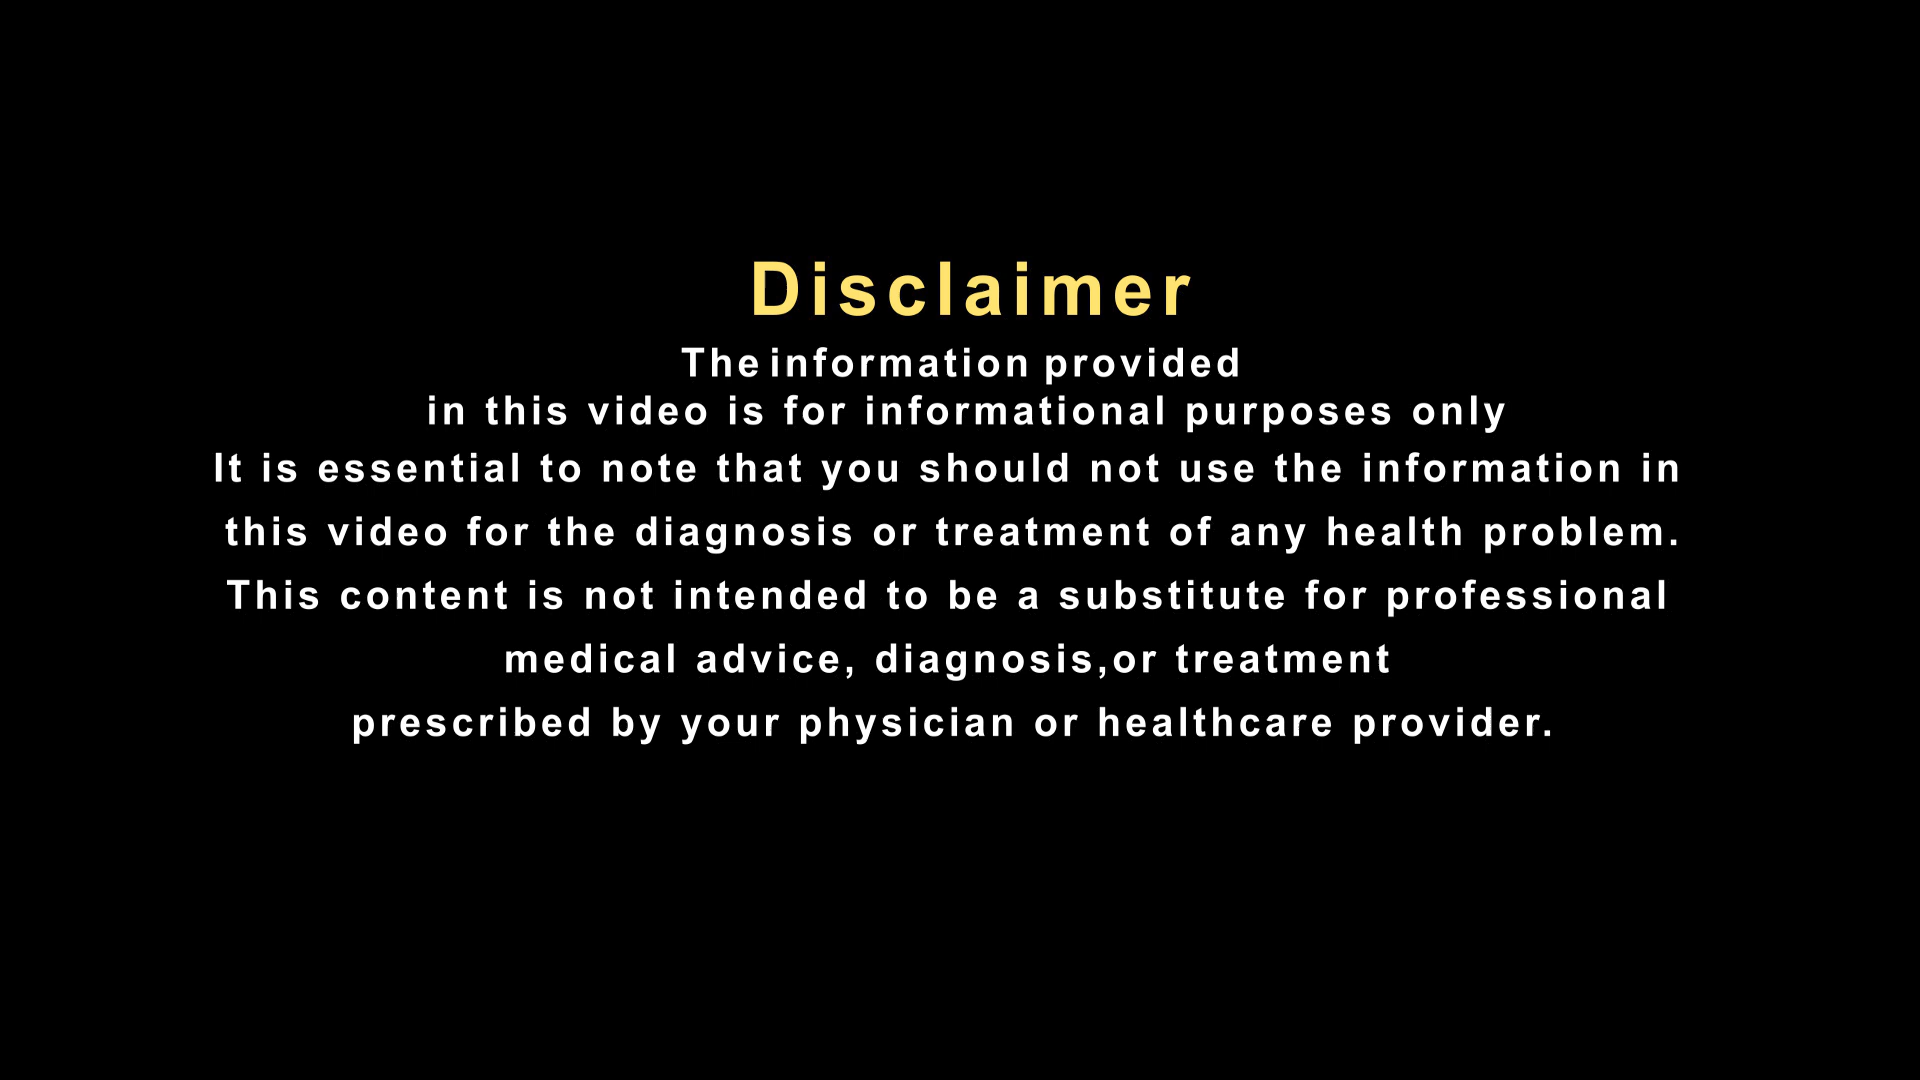 Disclaimer
The information provided
in this video is for informational purposes only
It is essential to note that you should not use the information in
this video for the diagnosis or treatment of any health problem.
This content is not intended to be a substitute for professional
medical advice, diagnosis,or treatment
prescribed by your physician or healthcare provider.